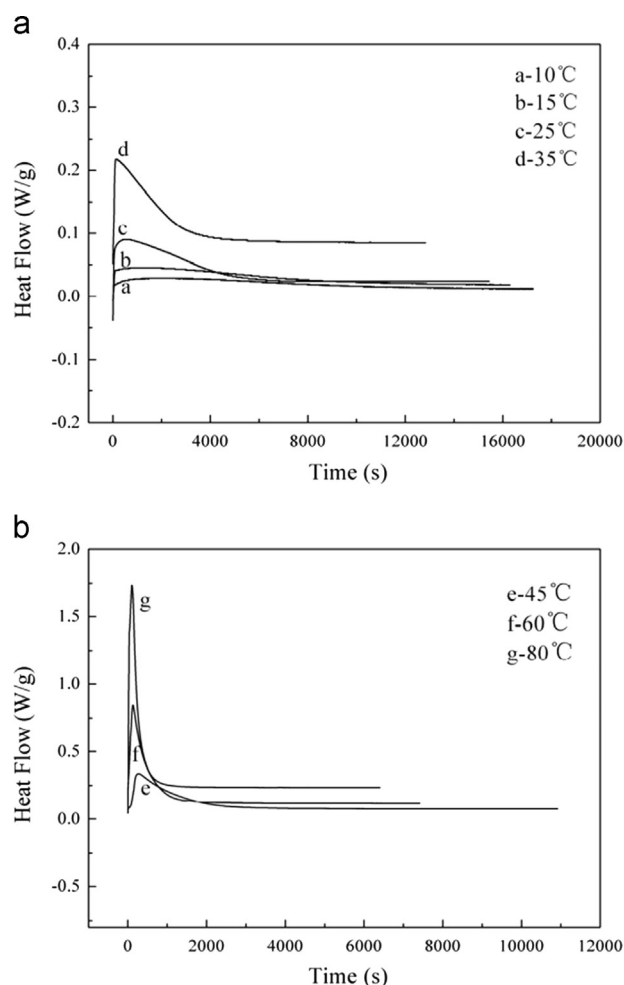 a
0.4
0.3
0.2
0.1
0.0
-0.1
-0.2
Heat Flow (W/g)
a-10℃
b-15℃
c-25℃
d-35℃
d
c
b
a
0 4000 8000 12000 16000 20000
Time (s)
b
2.0
1.5
1.0
0.5
0.0
-0.5
Heat Flow (W/g)
e-45℃
f-60℃
g-80℃
g
f
e
0 2000 4000 6000 8000 10000 12000
Time (s)